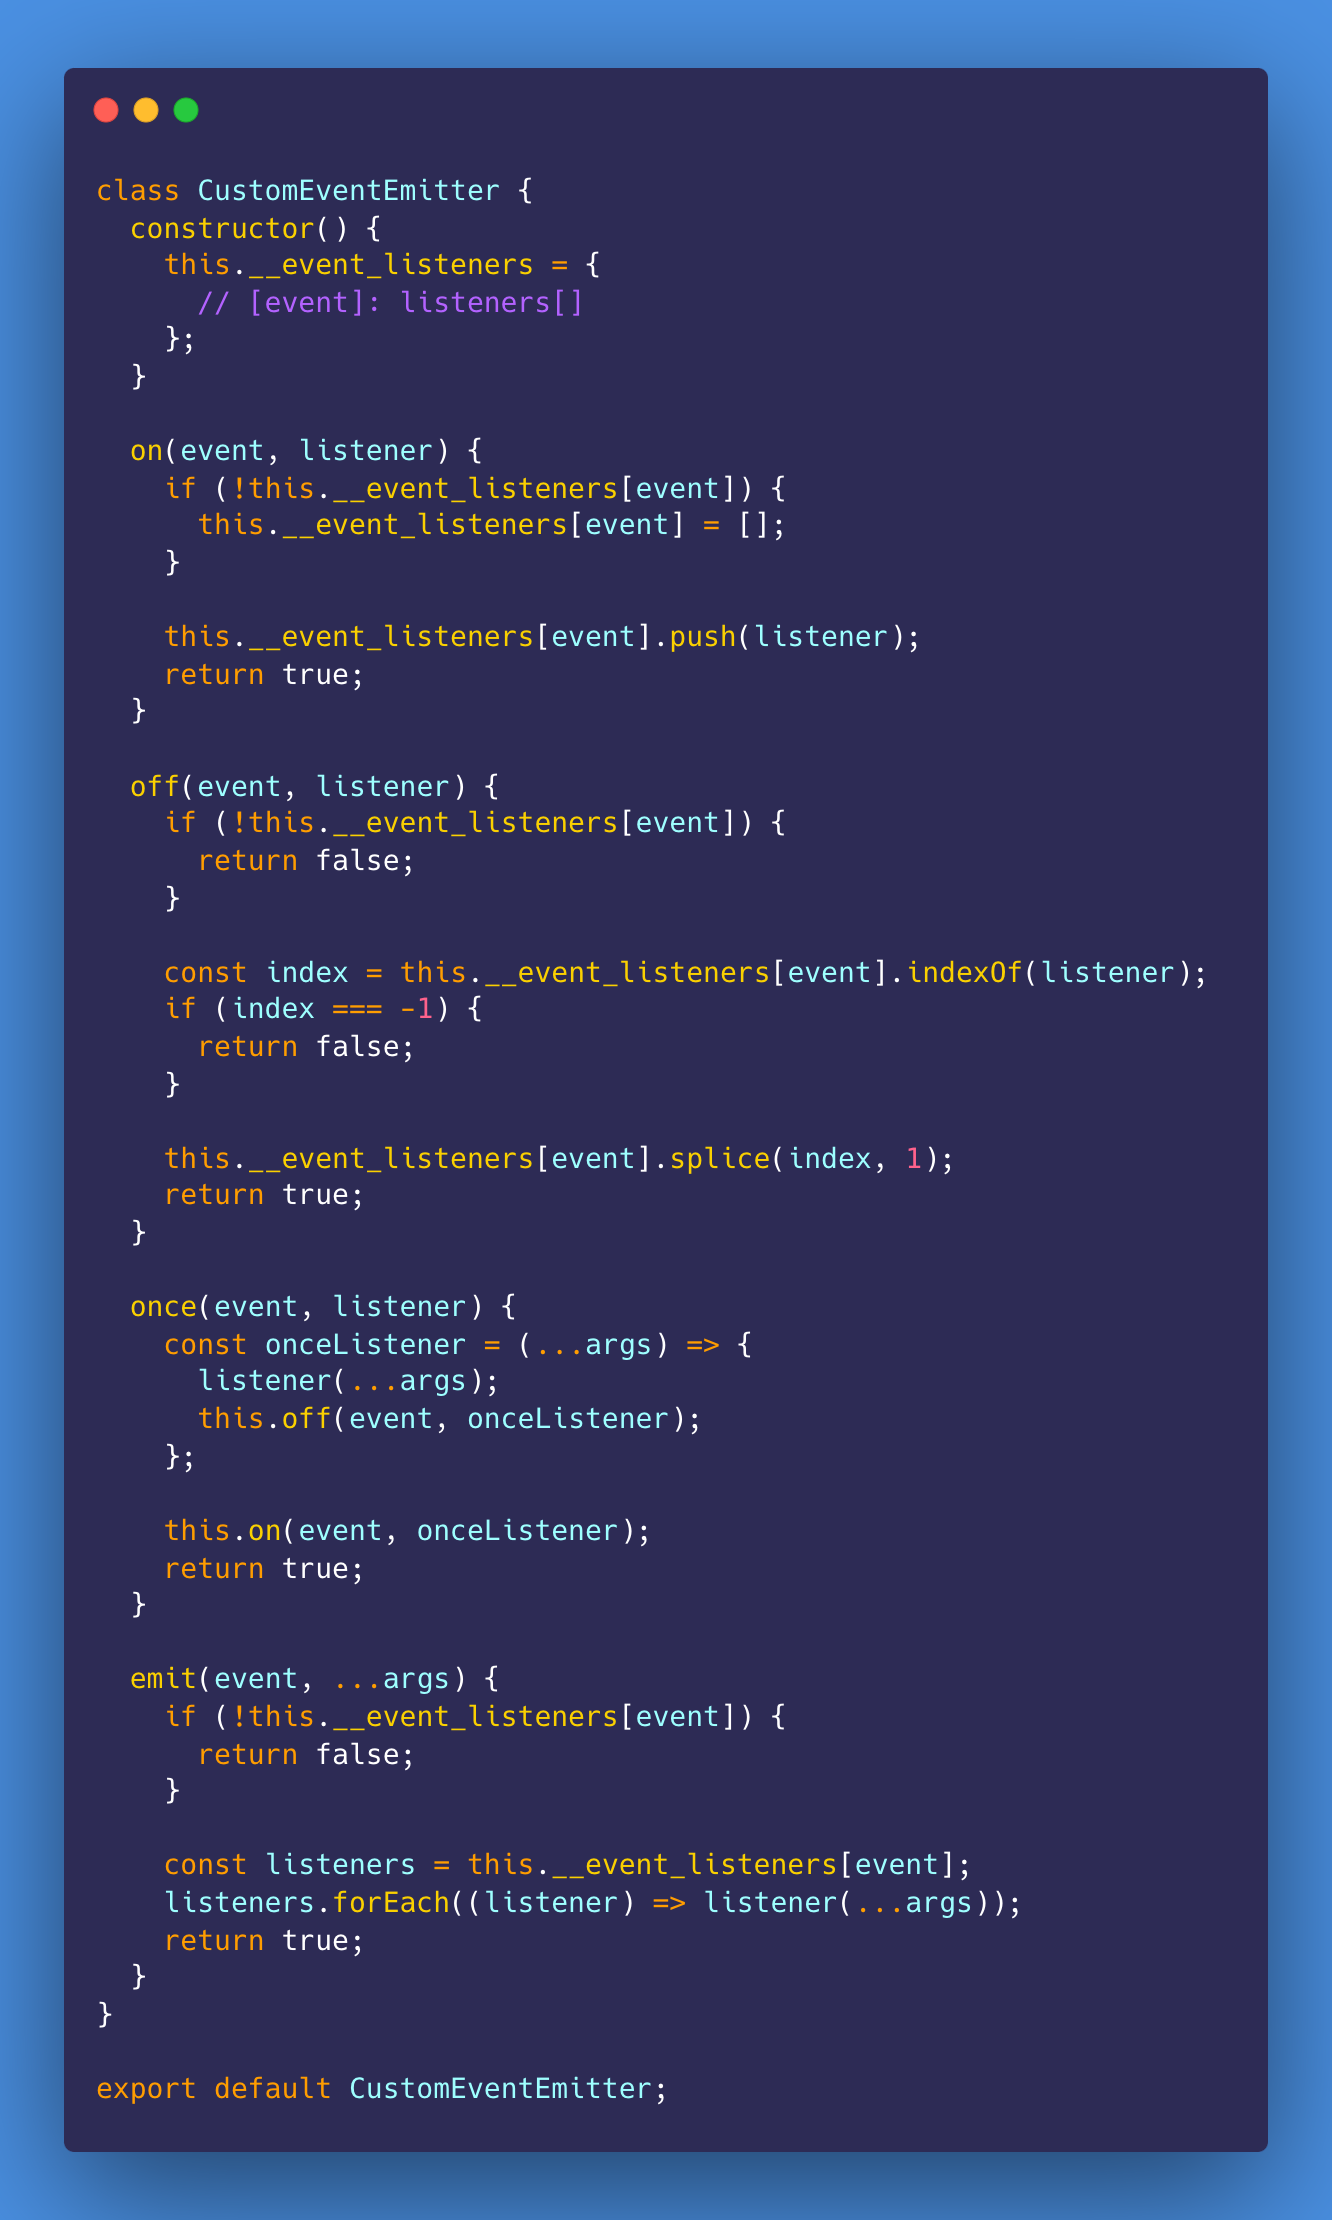 class CustomEventEmitter {
  constructor() {
    this.__event_listeners = {
      // [event]: listeners[]
    };
  }

  on(event, listener) {
    if (!this.__event_listeners[event]) {
      this.__event_listeners[event] = [];
    }

    this.__event_listeners[event].push(listener);
    return true;
  }

  off(event, listener) {
    if (!this.__event_listeners[event]) {
      return false;
    }

    const index = this.__event_listeners[event].indexOf(listener);
    if (index === -1) {
      return false;
    }

    this.__event_listeners[event].splice(index, 1);
    return true;
  }

  once(event, listener) {
    const onceListener = (...args) => {
      listener(...args);
      this.off(event, onceListener);
    };

    this.on(event, onceListener);
    return true;
  }

  emit(event, ...args) {
    if (!this.__event_listeners[event]) {
      return false;
    }

    const listeners = this.__event_listeners[event];
    listeners.forEach((listener) => listener(...args));
    return true;
  }
}

export default CustomEventEmitter;